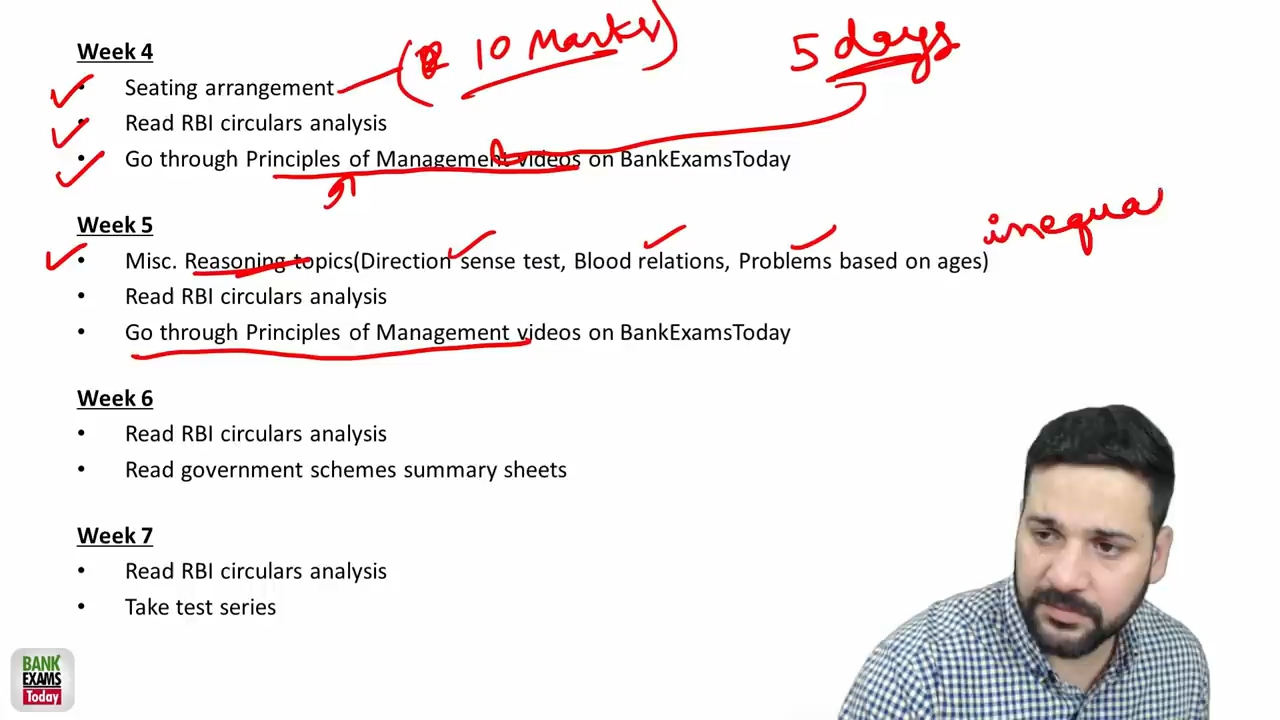 Week 4
(10 Marks)
5 days
• Seating arrangement
• Read RBI circulars analysis
• Go through Principles of Management videos on BankExamsToday
Week 5
inequa
• Misc. Reasoning topics(Direction sense test, Blood relations, Problems based on ages)
• Read RBI circulars analysis
• Go through Principles of Management videos on BankExamsToday
Week 6
• Read RBI circulars analysis
• Read government schemes summary sheets
Week 7
• Read RBI circulars analysis
• Take test series
BANK
EXAMS
Today